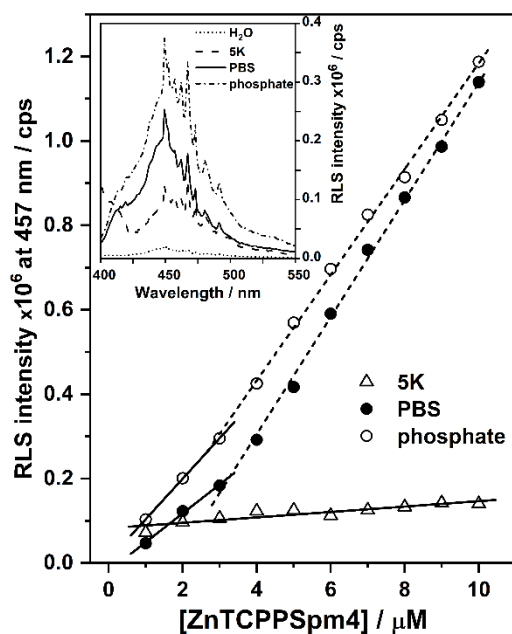 H₂O
5K
PBS
phosphate
0.4
0.3
0.2
0.1
0.0
RLS intensity x10⁶ / cps
400 450 500 550
Wavelength / nm
1.2
1.0
0.8
0.6
0.4
0.2
0.0
RLS intensity x10⁶ at 457 nm / cps
5K
PBS
phosphate
0 2 4 6 8 10
[ZnTCPPSpm4] / µM